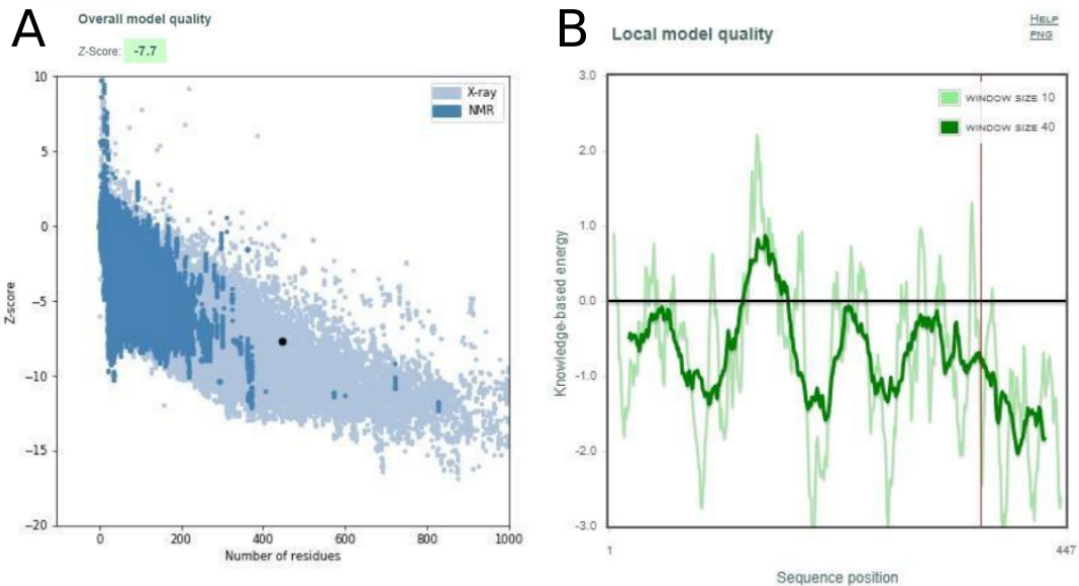 A
Overall model quality
Z-Score: -7.7
10
5
0
−5
−10
−15
−20
Z-score
0 200 400 600 800 1000
Number of residues
X-ray
NMR
B
Local model quality
HELP
PNG
3.0
2.0
1.0
0.0
-1.0
-2.0
-3.0
Knowledge-based energy
WINDOW SIZE 10
WINDOW SIZE 40
1 447
Sequence position